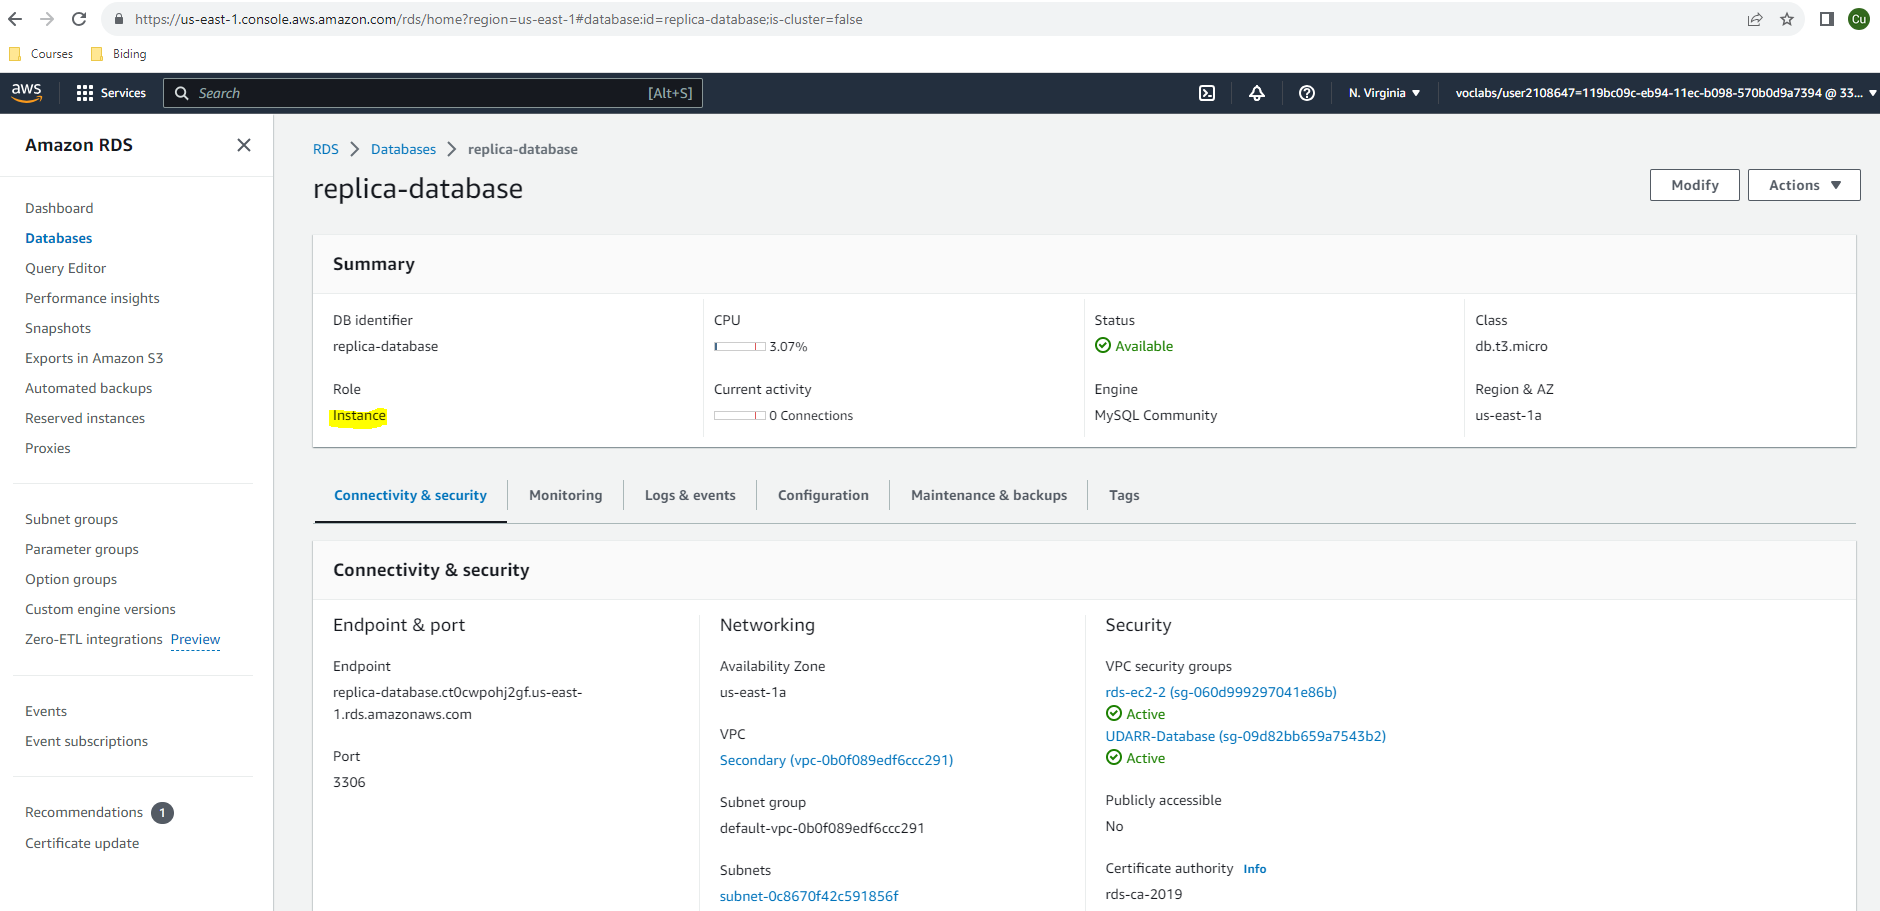 https://us-east-1.console.aws.amazon.com/rds/home?region=us-east-1#database:id=replica-database;is-cluster=false
Cu
Courses
Biding
aws
Services
Search
[Alt+S]
N. Virginia
voclabs/user2108647=119bc09c-eb94-11ec-b098-570b0d9a7394 @ 33...
Amazon RDS
Dashboard
Databases
Query Editor
Performance insights
Snapshots
Exports in Amazon S3
Automated backups
Reserved instances
Proxies
Subnet groups
Parameter groups
Option groups
Custom engine versions
Zero-ETL integrations Preview
Events
Event subscriptions
Recommendations 1
Certificate update
RDS > Databases > replica-database
replica-database
Modify
Actions
Summary
DB identifier
replica-database
Role
Instance
CPU
3.07%
Current activity
0 Connections
Status
Available
Engine
MySQL Community
Class
db.t3.micro
Region & AZ
us-east-1a
Connectivity & security
Monitoring
Logs & events
Configuration
Maintenance & backups
Tags
Connectivity & security
Endpoint & port
Endpoint
replica-database.ct0cwpohj2gf.us-east-
1.rds.amazonaws.com
Port
3306
Networking
Availability Zone
us-east-1a
VPC
Secondary (vpc-0b0f089edf6ccc291)
Subnet group
default-vpc-0b0f089edf6ccc291
Subnets
subnet-0c8670f42c591856f
Security
VPC security groups
rds-ec2-2 (sg-060d999297041e86b)
Active
UDARR-Database (sg-09d82bb659a7543b2)
Active
Publicly accessible
No
Certificate authority Info
rds-ca-2019